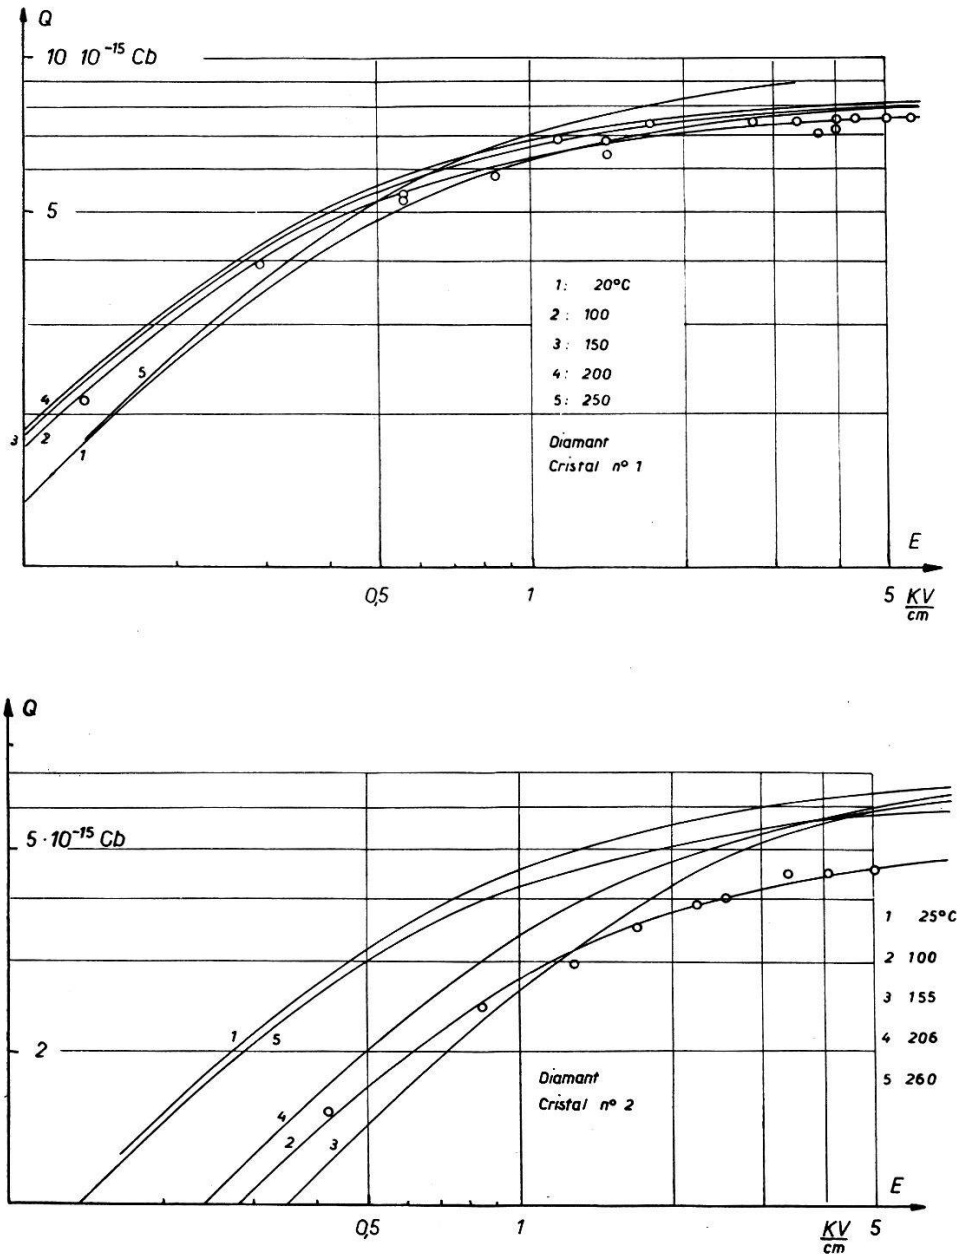 Q
10 10⁻¹⁵ Cb
5
1: 20°C
2: 100
3: 150
4: 200
5: 250
Diamant
Cristal n° 1
5
4
3
2
1
E
0,5
1
5 KV/cm
Q
5·10⁻¹⁵ Cb
1 25°C
2 100
3 155
4 206
5 260
1
5
2
Diamant
Cristal n° 2
4
2
3
E
0,5
1
KV/cm 5